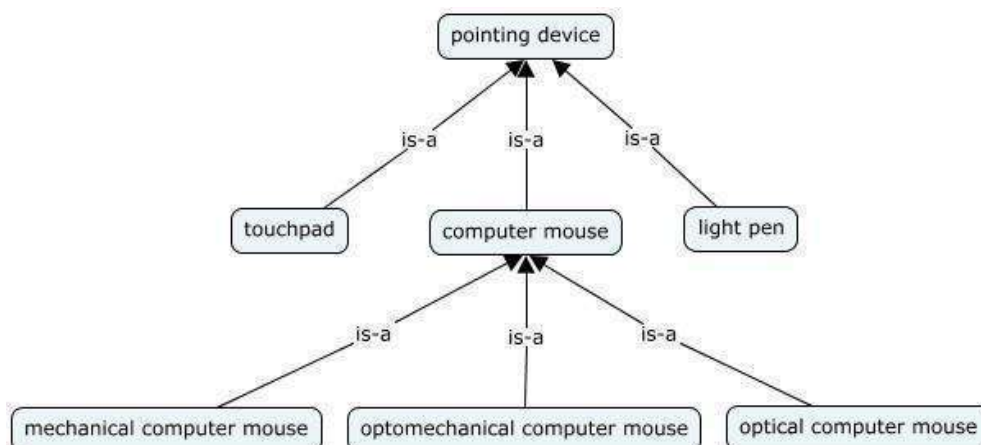 pointing device
is-a
is-a
is-a
touchpad
computer mouse
light pen
is-a
is-a
is-a
mechanical computer mouse
optomechanical computer mouse
optical computer mouse